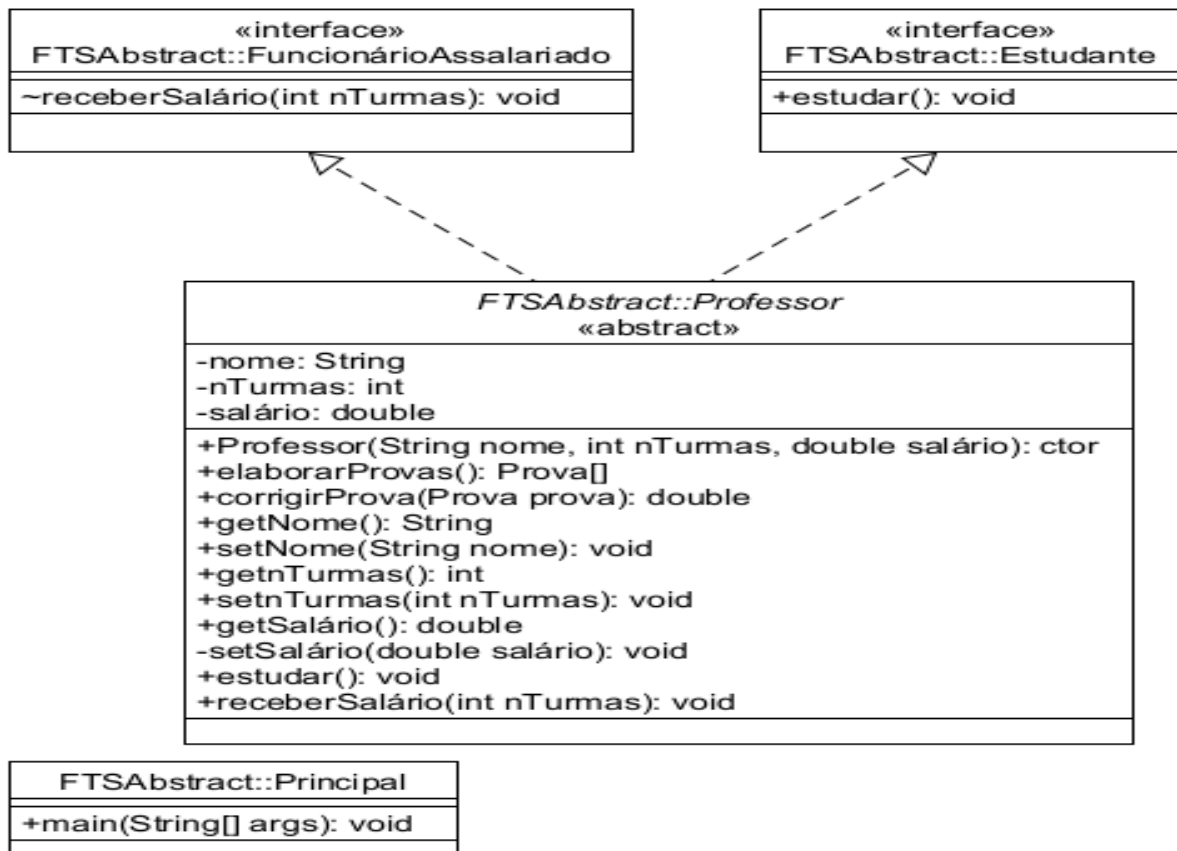 «interface»
FTSAbstract::FuncionárioAssalariado
~receberSalário(int nTurmas): void
«interface»
FTSAbstract::Estudante
+estudar(): void
FTSAbstract::Professor
«abstract»
-nome: String
-nTurmas: int
-salário: double
+Professor(String nome, int nTurmas, double salário): ctor
+elaborarProvas(): Prova[]
+corrigirProva(Prova prova): double
+getNome(): String
+setNome(String nome): void
+getnTurmas(): int
+setnTurmas(int nTurmas): void
+getSalário(): double
-setSalário(double salário): void
+estudar(): void
+receberSalário(int nTurmas): void
FTSAbstract::Principal
+main(String[] args): void